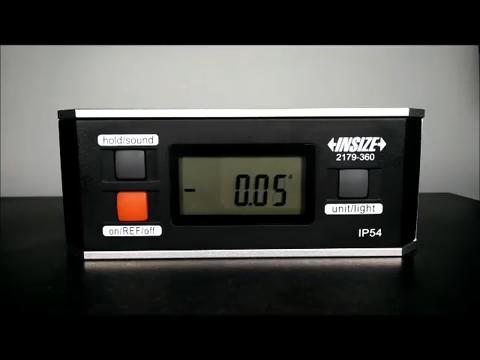 hold/sound
INSIZE
2179-360
- 0.05°
on/REF/off
unit/light
IP54